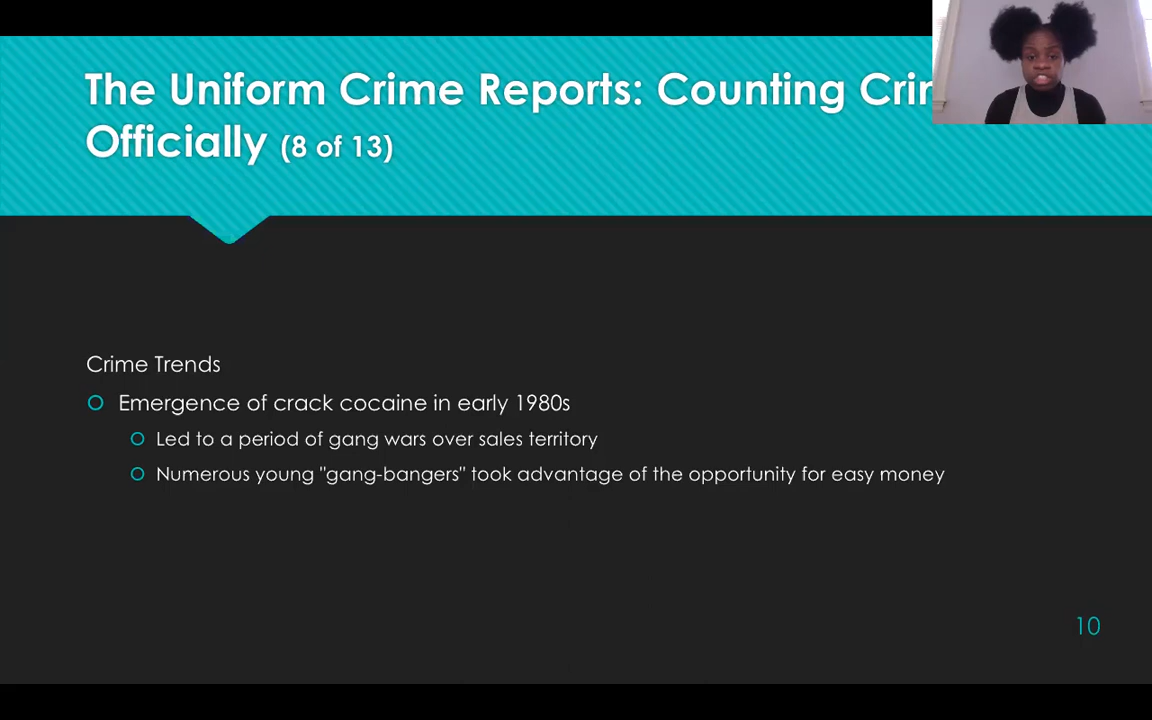 The Uniform Crime Reports: Counting
Officially (8 of 13)
Crime Trends
Emergence of crack cocaine in early 1980s
Led to a period of gang wars over sales territory
Numerous young "gang-bangers" took advantage of the opportunity for easy money
10